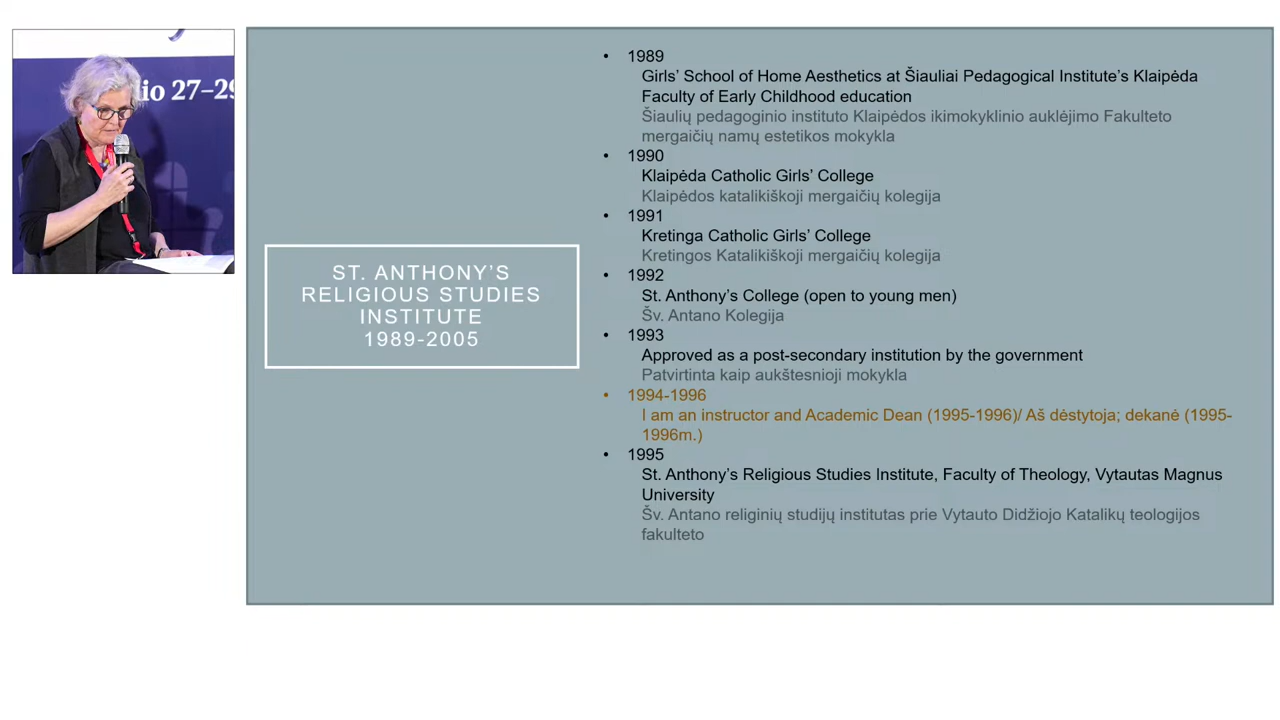 lio 27–29
ST. ANTHONY’S
RELIGIOUS STUDIES
INSTITUTE
1989-2005
• 1989
Girls’ School of Home Aesthetics at Šiauliai Pedagogical Institute’s Klaipėda
Faculty of Early Childhood education
Šiaulių pedagoginio instituto Klaipėdos ikimokyklinio auklėjimo Fakulteto
mergaičių namų estetikos mokykla
• 1990
Klaipėda Catholic Girls’ College
Klaipėdos katalikiškoji mergaičių kolegija
• 1991
Kretinga Catholic Girls’ College
Kretingos Katalikiškoji mergaičių kolegija
• 1992
St. Anthony’s College (open to young men)
Šv. Antano Kolegija
• 1993
Approved as a post-secondary institution by the government
Patvirtinta kaip aukštesnioji mokykla
• 1994-1996
I am an instructor and Academic Dean (1995-1996)/ Aš dėstytoja; dekanė (1995-
1996m.)
• 1995
St. Anthony’s Religious Studies Institute, Faculty of Theology, Vytautas Magnus
University
Šv. Antano religinių studijų institutas prie Vytauto Didžiojo Katalikų teologijos
fakulteto